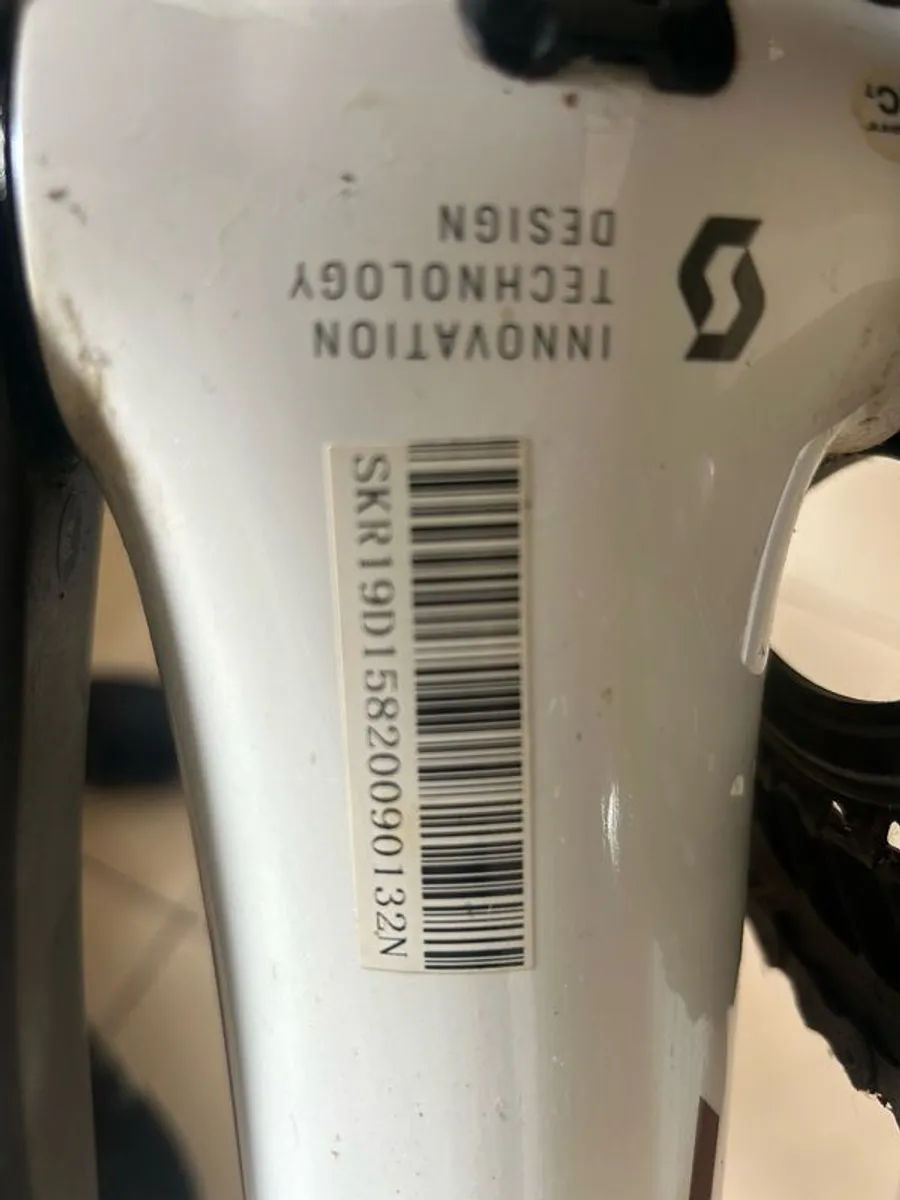 INNOVATION
TECHNOLOGY
DESIGN
SKR19D15820090132N